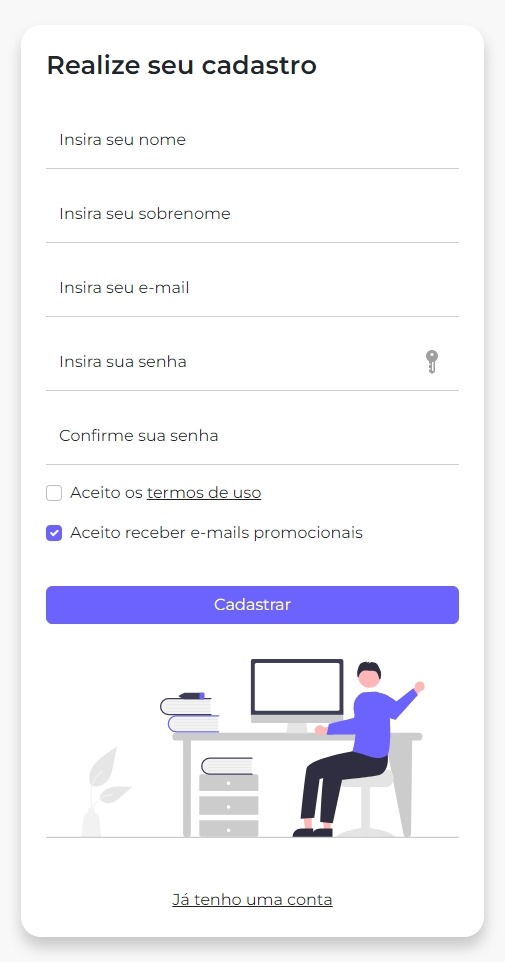 Realize seu cadastro
Insira seu nome
Insira seu sobrenome
Insira seu e-mail
Insira sua senha
Confirme sua senha
Aceito os termos de uso
Aceito receber e-mails promocionais
Cadastrar
Já tenho uma conta